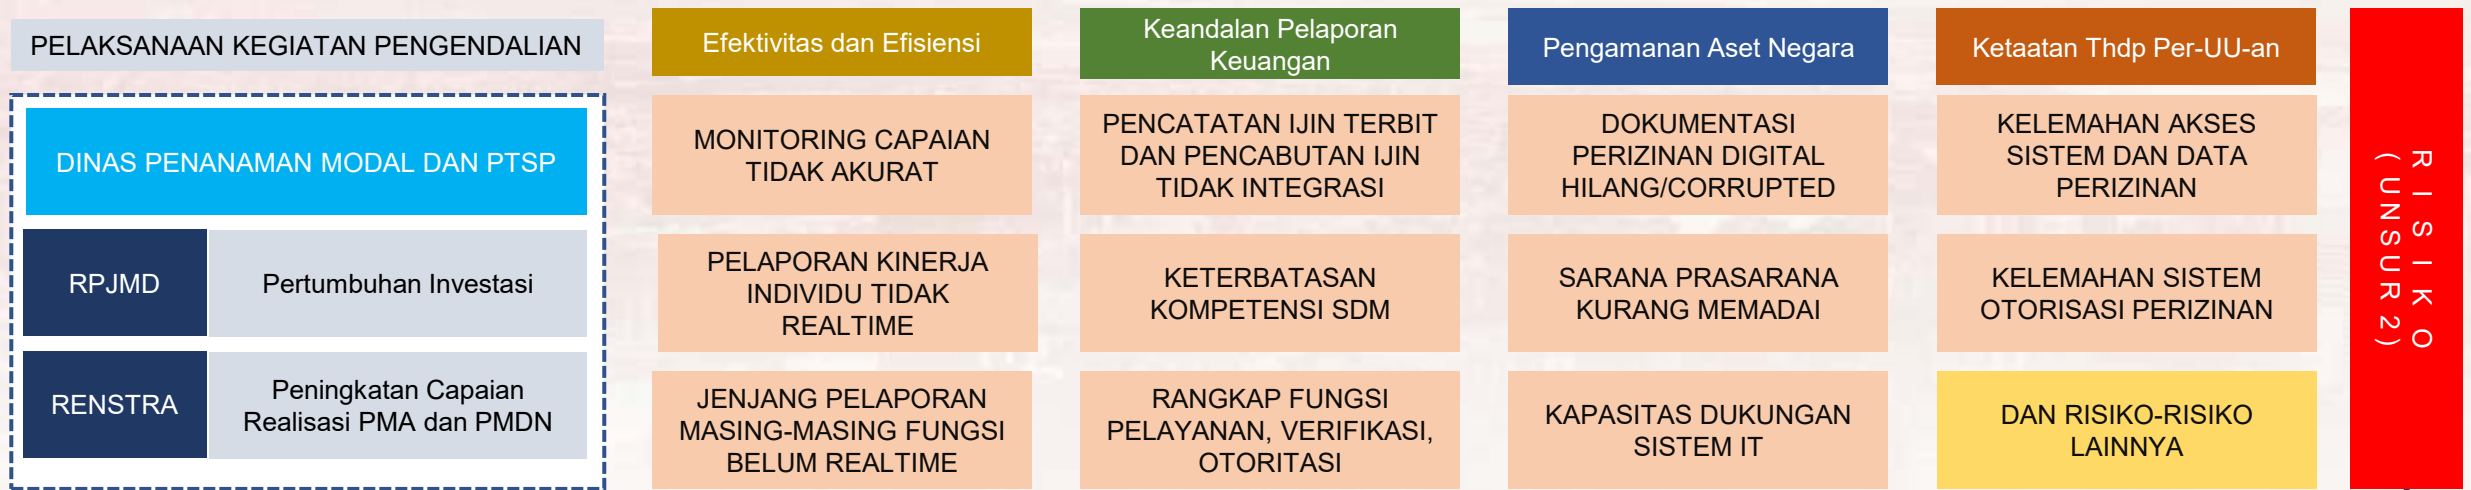 PELAKSANAAN KEGIATAN PENGENDALIAN
DINAS PENANAMAN MODAL DAN PTSP
RPJMD
Pertumbuhan Investasi
RENSTRA
Peningkatan Capaian
Realisasi PMA dan PMDN
Efektivitas dan Efisiensi
MONITORING CAPAIAN
TIDAK AKURAT
PELAPORAN KINERJA
INDIVIDU TIDAK
REALTIME
JENJANG PELAPORAN
MASING-MASING FUNGSI
BELUM REALTIME
Keandalan Pelaporan
Keuangan
PENCATATAN IJIN TERBIT
DAN PENCABUTAN IJIN
TIDAK INTEGRASI
KETERBATASAN
KOMPETENSI SDM
RANGKAP FUNGSI
PELAYANAN, VERIFIKASI,
OTORITASI
Pengamanan Aset Negara
DOKUMENTASI
PERIZINAN DIGITAL
HILANG/CORRUPTED
SARANA PRASARANA
KURANG MEMADAI
KAPASITAS DUKUNGAN
SISTEM IT
Ketaatan Thdp Per-UU-an
KELEMAHAN AKSES
SISTEM DAN DATA
PERIZINAN
KELEMAHAN SISTEM
OTORISASI PERIZINAN
DAN RISIKO-RISIKO
LAINNYA
RISIKO
(UNSUR 2)